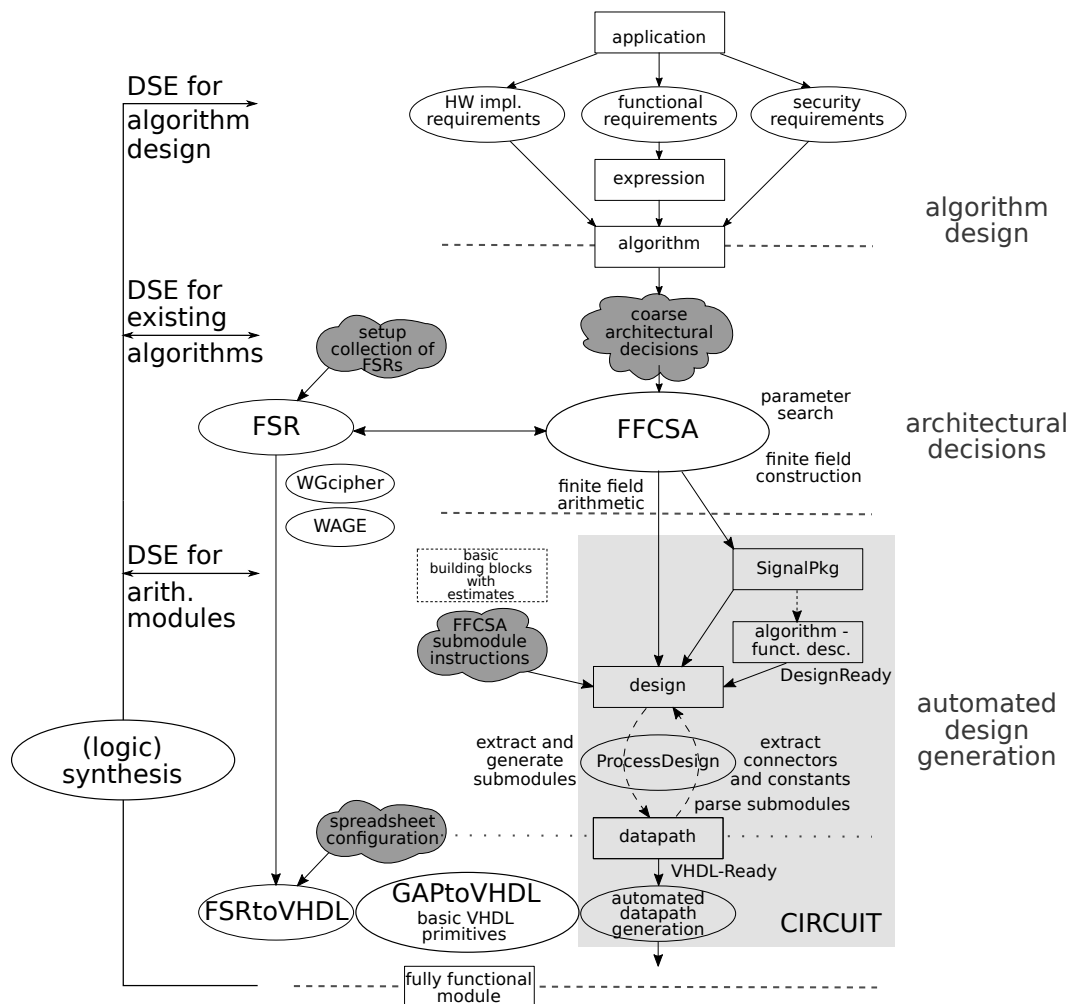 application
DSE for
algorithm
design
HW impl.
requirements
functional
requirements
security
requirements
expression
algorithm
algorithm
design
DSE for
existing
algorithms
setup
collection of
FSRs
coarse
architectural
decisions
parameter
search
FSR
FFCSA
architectural
decisions
finite field
construction
WGcipher
finite field
arithmetic
WAGE
DSE for
arith.
modules
basic
building blocks
with
estimates
SignalPkg
FFCSA
submodule
instructions
algorithm -
funct. desc.
DesignReady
design
automated
design
generation
(logic)
synthesis
extract and
generate
submodules
ProcessDesign
extract
connectors
and constants
parse submodules
spreadsheet
configuration
datapath
VHDL-Ready
FSRtoVHDL
GAPtoVHDL
basic VHDL
primitives
automated
datapath
generation
CIRCUIT
fully functional
module